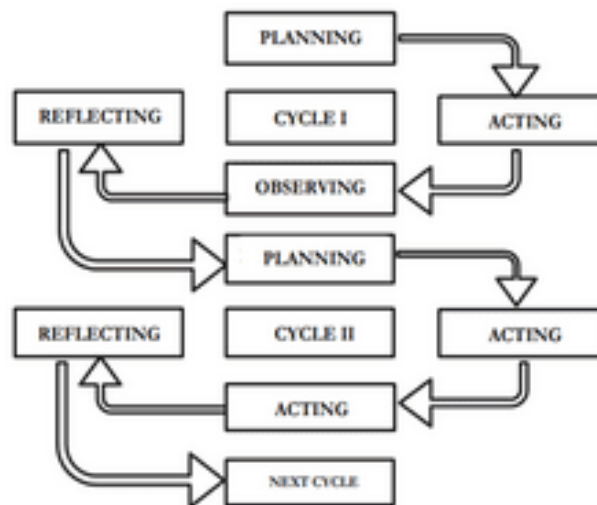 PLANNING
REFLECTING
CYCLE I
ACTING
OBSERVING
PLANNING
REFLECTING
CYCLE II
ACTING
ACTING
NEXT CYCLE